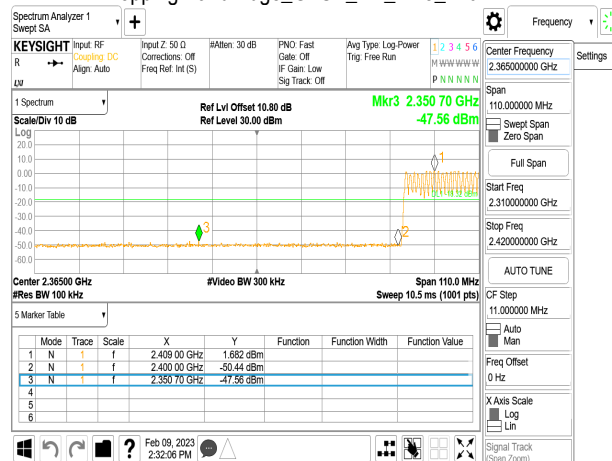 Spectrum Analyzer 1
Swept SA
Frequency
Settings
KEYSIGHT
R
Input: RF
Coupling: DC
Align: Auto
Input Z: 50 Ω
Corrections: Off
Freq Ref: Int (S)
#Atten: 30 dB
PNO: Fast
Gate: Off
IF Gain: Low
Sig Track: Off
Avg Type: Log-Power
Trig: Free Run
1 2 3 4 5 6
M W W W W W
P N N N N N
1 Spectrum
Scale/Div 10 dB
Ref Lvl Offset 10.80 dB
Ref Level 30.00 dBm
Mkr3 2.350 70 GHz
-47.56 dBm
Log
20.0
10.0
0.00
-10.0
-20.0
-30.0
-40.0
-50.0
-60.0
1
2
3
Center 2.36500 GHz
#Res BW 100 kHz
#Video BW 300 kHz
Span 110.0 MHz
Sweep 10.5 ms (1001 pts)
5 Marker Table
Mode Trace Scale X Y Function Function Width Function Value
1 N 1 f 2.409 00 GHz 1.682 dBm
2 N 1 f 2.400 00 GHz -50.44 dBm
3 N 1 f 2.350 70 GHz -47.56 dBm
4
5
6
Center Frequency
2.365000000 GHz
Span
110.000000 MHz
Swept Span
Zero Span
Full Span
Start Freq
2.310000000 GHz
Stop Freq
2.420000000 GHz
AUTO TUNE
CF Step
11.000000 MHz
Auto
Man
Freq Offset
0 Hz
X Axis Scale
Log
Lin
Signal Track
(Span Zoom)
?
Feb 09, 2023
2:32:06 PM